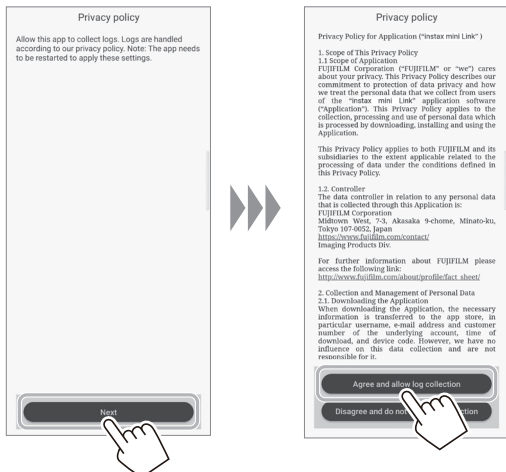 Privacy policy
Allow this app to collect logs. Logs are handled
according to our privacy policy. Note: The app needs
to be restarted to apply these settings.
Next
Privacy policy
Privacy Policy for Application ("instax mini Link" )
1. Scope of This Privacy Policy
1.1 Scope of Application
FUJIFILM Corporation ("FUJIFILM" or "we") cares
about your privacy. This Privacy Policy describes our
commitment to protection of data privacy and how
we treat the personal data that we collect from users
of the "instax mini Link" application software
("Application"). This Privacy Policy applies to the
collection, processing and use of personal data which
is processed by downloading, installing and using the
Application.
This Privacy Policy applies to both FUJIFILM and its
subsidiaries to the extent applicable related to the
processing of data under the conditions defined in
this Privacy Policy.
1.2. Controller
The data controller in relation to any personal data
that is collected through this Application is:
FUJIFILM Corporation
Midtown West, 7-3, Akasaka 9-chome, Minato-ku,
Tokyo 107-0052, Japan
https://www.fujifilm.com/contact/
Imaging Products Div.
For further information about FUJIFILM please
access the following link:
http://www.fujifilm.com/about/profile/fact_sheet/
2. Collection and Management of Personal Data
2.1. Downloading the Application
When downloading the Application, the necessary
information is transferred to the app store, in
particular username, e-mail address and customer
number of the underlying account, time of
download, and device code. However, we have no
influence on this data collection and are not
responsible for it.
Agree and allow log collection
Disagree and do no ction